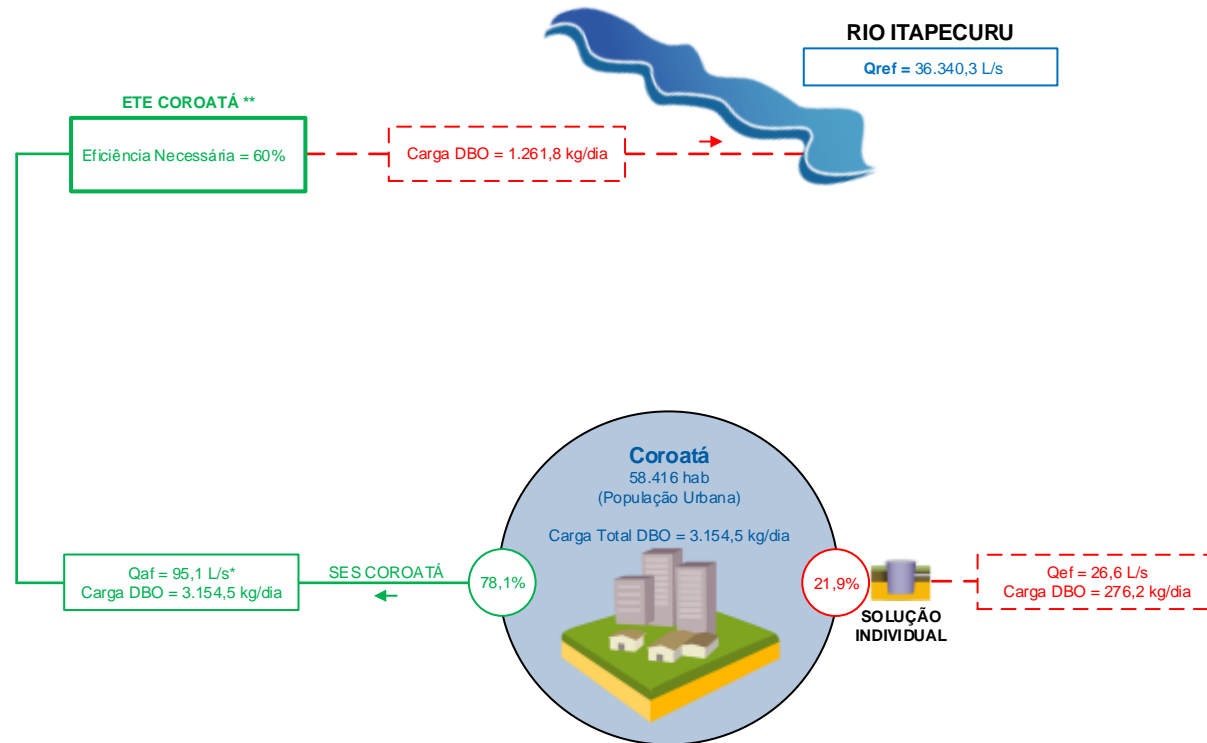 RIO ITAPECURU
Qref = 36.340,3 L/s
ETE COROATÁ **
Eficiência Necessária = 60%
Carga DBO = 1.261,8 kg/dia
Coroatá
58.416 hab
(População Urbana)
Carga Total DBO = 3.154,5 kg/dia
Qaf = 95,1 L/s*
Carga DBO = 3.154,5 kg/dia
SES COROATÁ
78,1%
21,9%
SOLUÇÃO
INDIVIDUAL
Qef = 26,6 L/s
Carga DBO = 276,2 kg/dia